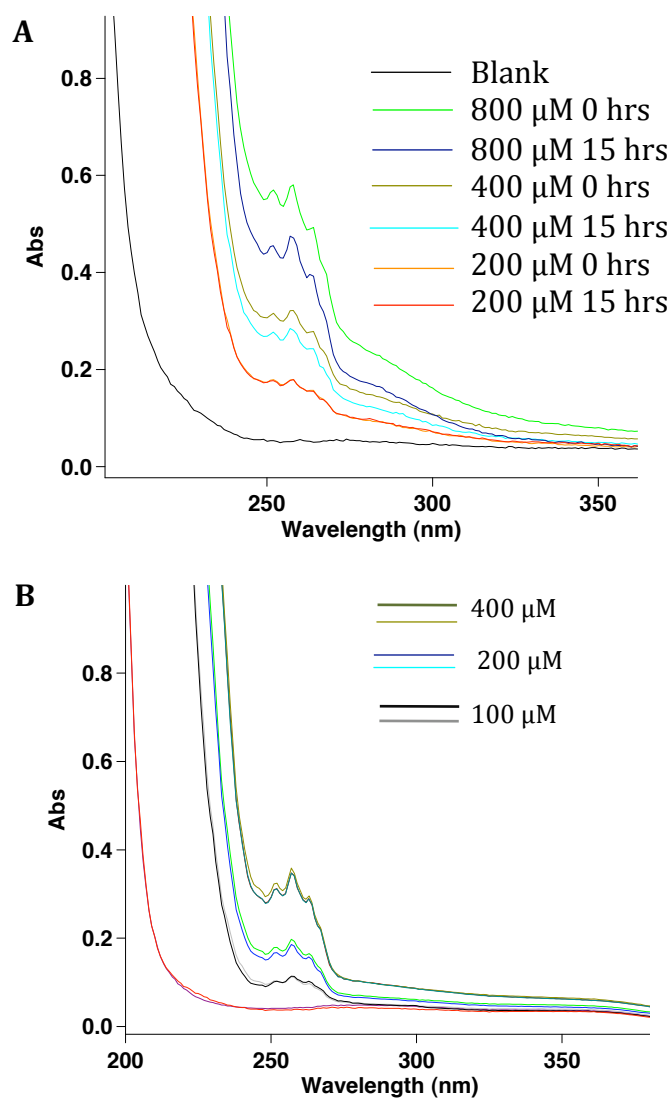 A
Blank
800 µM 0 hrs
800 µM 15 hrs
400 µM 0 hrs
400 µM 15 hrs
200 µM 0 hrs
200 µM 15 hrs
0.8
0.6
0.4
0.2
0.0
Abs
250 300 350
Wavelength (nm)
B
400 µM
200 µM
100 µM
0.8
0.6
0.4
0.2
0.0
Abs
200 250 300 350
Wavelength (nm)